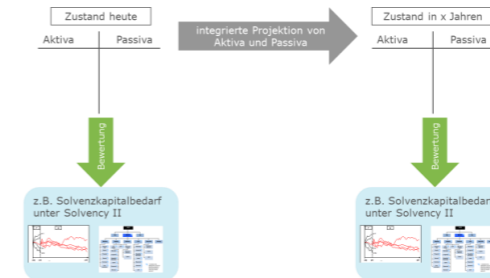 Zustand heute
Aktiva
Passiva
integrierte Projektion von
Aktiva und Passiva
Zustand in x Jahren
Aktiva
Passiva
Bewertung
Bewertung
z.B. Solvenzkapitalbedarf
unter Solvency II
z.B. Solvenzkapitalbedar
unter Solvency II